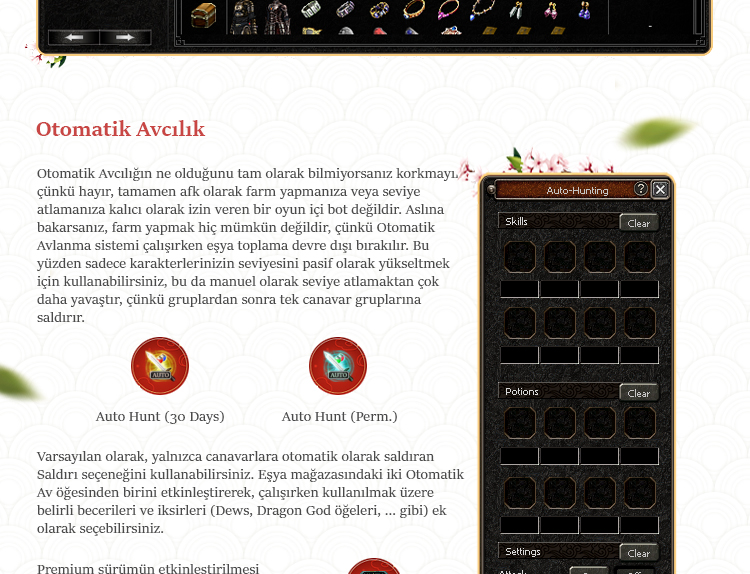 Otomatik Avcılık
Otomatik Avcılığın ne olduğunu tam olarak bilmiyorsanız korkmayın,
çünkü hayır, tamamen afk olarak farm yapmanıza veya seviye
atlamanıza kalıcı olarak izin veren bir oyun içi bot değildir. Aslına
bakarsanız, farm yapmak hiç mümkün değildir, çünkü Otomatik
Avlanma sistemi çalışırken eşya toplama devre dışı bırakılır. Bu
yüzden sadece karakterlerinizin seviyesini pasif olarak yükseltmek
için kullanabilirsiniz, bu da manuel olarak seviye atlamaktan çok
daha yavaştır, çünkü gruplardan sonra tek canavar gruplarına
saldırır.
AUTO
AUTO
Auto Hunt (30 Days)
Auto Hunt (Perm.)
Varsayılan olarak, yalnızca canavarlara otomatik olarak saldıran
Saldırı seçeneğini kullanabilirsiniz. Eşya mağazasındaki iki Otomatik
Av öğesinden birini etkinleştirerek, çalışırken kullanılmak üzere
belirli becerileri ve iksirleri (Dews, Dragon God öğeleri, ... gibi) ek
olarak seçebilirsiniz.
Premium sürümün etkinleştirilmesi
Auto-Hunting
?
Skills
Clear
Potions
Clear
Settings
Clear
Attack